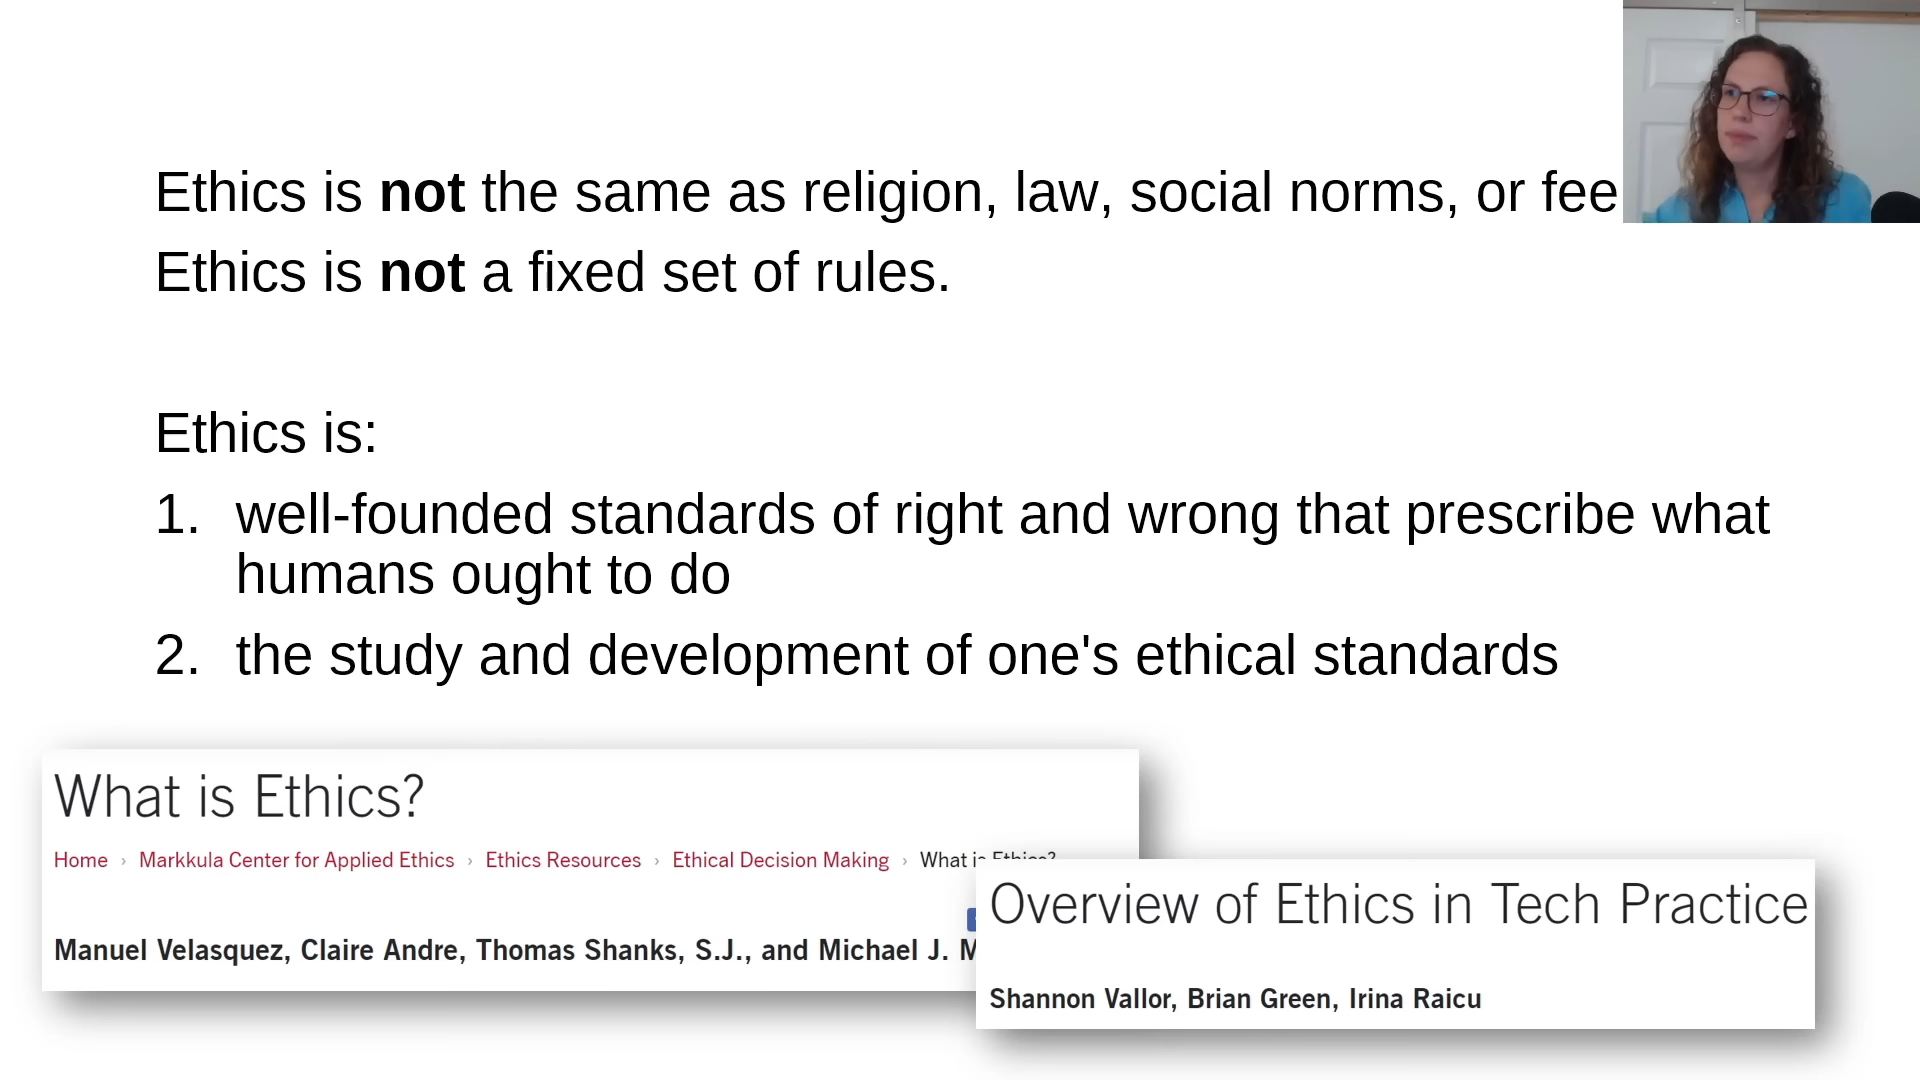 Ethics is not the same as religion, law, social norms, or
Ethics is not a fixed set of rules.
Ethics is:
1. well-founded standards of right and wrong that prescribe what
humans ought to do
2. the study and development of one's ethical standards
What is Ethics?
Home › Markkula Center for Applied Ethics › Ethics Resources › Ethical Decision Making › What is Ethics?
Manuel Velasquez, Claire Andre, Thomas Shanks, S.J., and Michael J.
Overview of Ethics in Tech Practice
Shannon Vallor, Brian Green, Irina Raicu